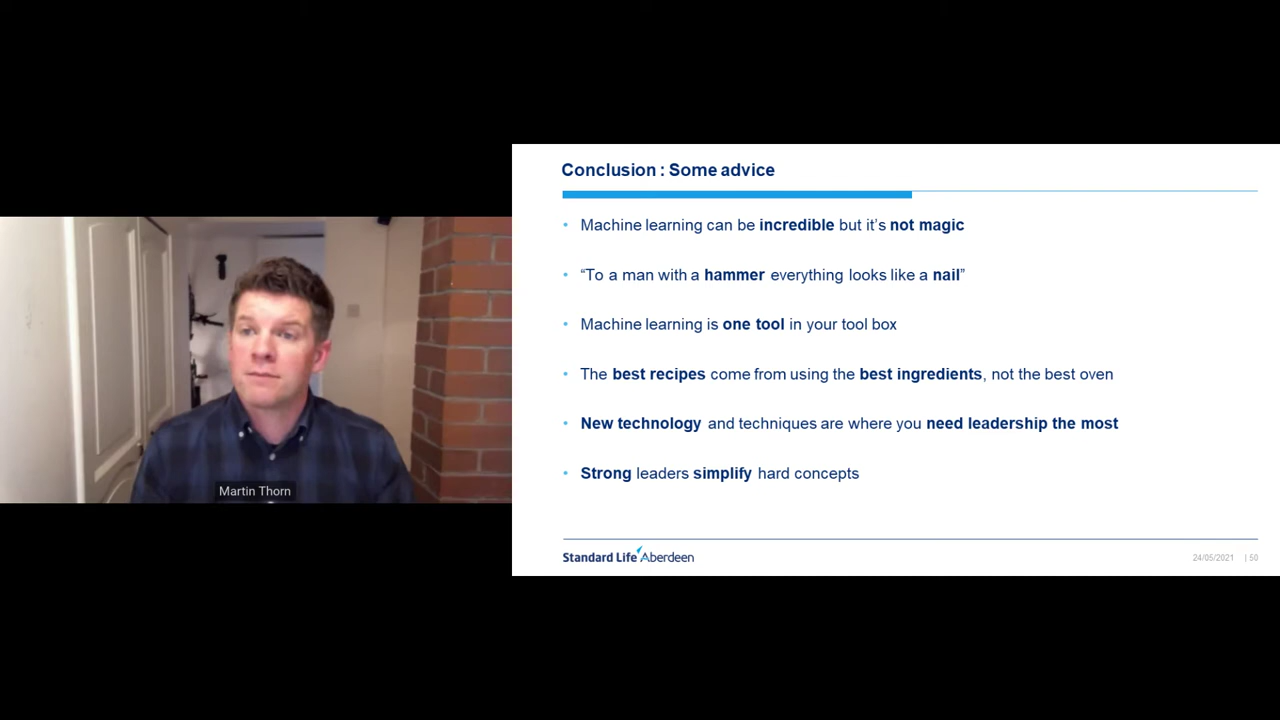 Conclusion : Some advice
• Machine learning can be incredible but it's not magic
• “To a man with a hammer everything looks like a nail”
• Machine learning is one tool in your tool box
• The best recipes come from using the best ingredients, not the best oven
• New technology and techniques are where you need leadership the most
• Strong leaders simplify hard concepts
Martin Thorn
Standard Life Aberdeen
24/05/2021 | 50